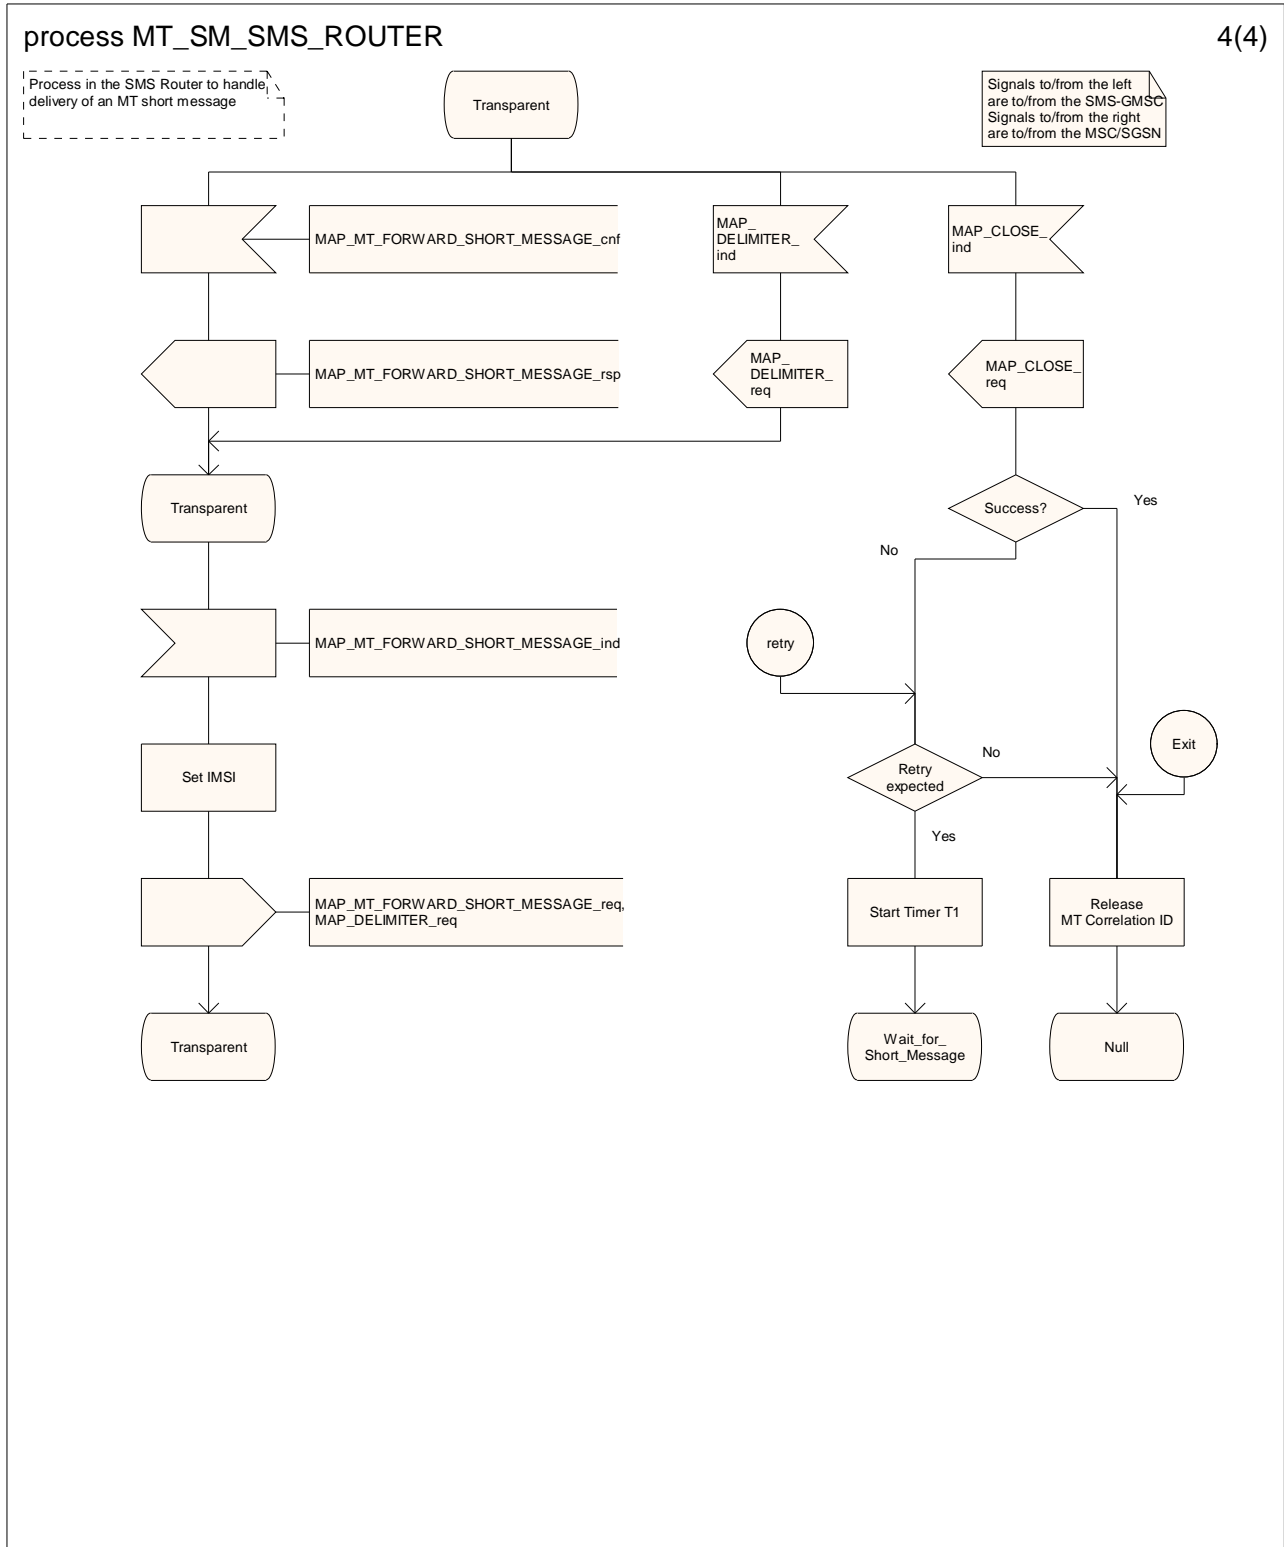 process MT_SM_SMS_ROUTER
4(4)
Process in the SMS Router to handle
delivery of an MT short message
Transparent
Signals to/from the left
are to/from the SMS-GMSC
Signals to/from the right
are to/from the MSC/SGSN
MAP_MT_FORWARD_SHORT_MESSAGE_cnf
MAP_
DELIMITER_
ind
MAP_CLOSE_
ind
MAP_MT_FORWARD_SHORT_MESSAGE_rsp
MAP_
DELIMITER_
req
MAP_CLOSE_
req
Transparent
Success?
Yes
No
MAP_MT_FORWARD_SHORT_MESSAGE_ind
retry
Set IMSI
Retry
expected
No
Exit
Yes
MAP_MT_FORWARD_SHORT_MESSAGE_req,
MAP_DELIMITER_req
Start Timer T1
Release
MT Correlation ID
Transparent
Wait_for_
Short_Message
Null